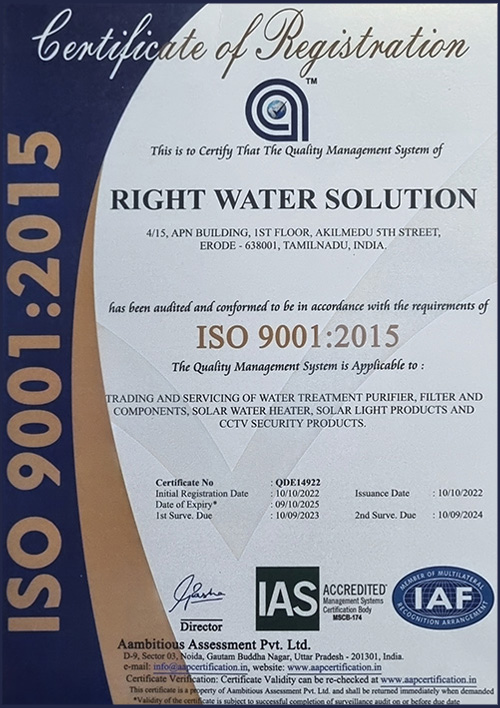 Certificate of Registration
TM
This is to Certify That The Quality Management System of
RIGHT WATER SOLUTION
4/15, APN BUILDING, 1ST FLOOR, AKILMEDU 5TH STREET,
ERODE - 638001, TAMILNADU, INDIA.
has been audited and conformed to be in accordance with the requirements of
ISO 9001:2015
The Quality Management System is Applicable to :
TRADING AND SERVICING OF WATER TREATMENT PURIFIER, FILTER AND
COMPONENTS, SOLAR WATER HEATER, SOLAR LIGHT PRODUCTS AND
CCTV SECURITY PRODUCTS.
Certificate No : QDE14922
Initial Registration Date : 10/10/2022 Issuance Date : 10/10/2022
Date of Expiry* : 09/10/2025
1st Surve. Due : 10/09/2023 2nd Surve. Due : 10/09/2024
Director
IAS ACCREDITED
Management Systems
Certification Body
MSCB-174
MEMBER OF MULTILATERAL
IAF
RECOGNITION ARRANGEMENT
Aambitious Assessment Pvt. Ltd.
D-9, Sector 03, Noida, Gautam Buddha Nagar, Uttar Pradesh - 201301, India.
e-mail: info@aapcertification.in, website: www.aapcertification.in
Certificate Verification: Certificate Validity can be re-checked at www.aapcertification.in
This certificate is a property of Aambitious Assessment Pvt. Ltd. and shall be returned immediately when demanded
*Validity of the certificate is subject to successful completion of surveillance audit on or before due date
ISO 9001:2015